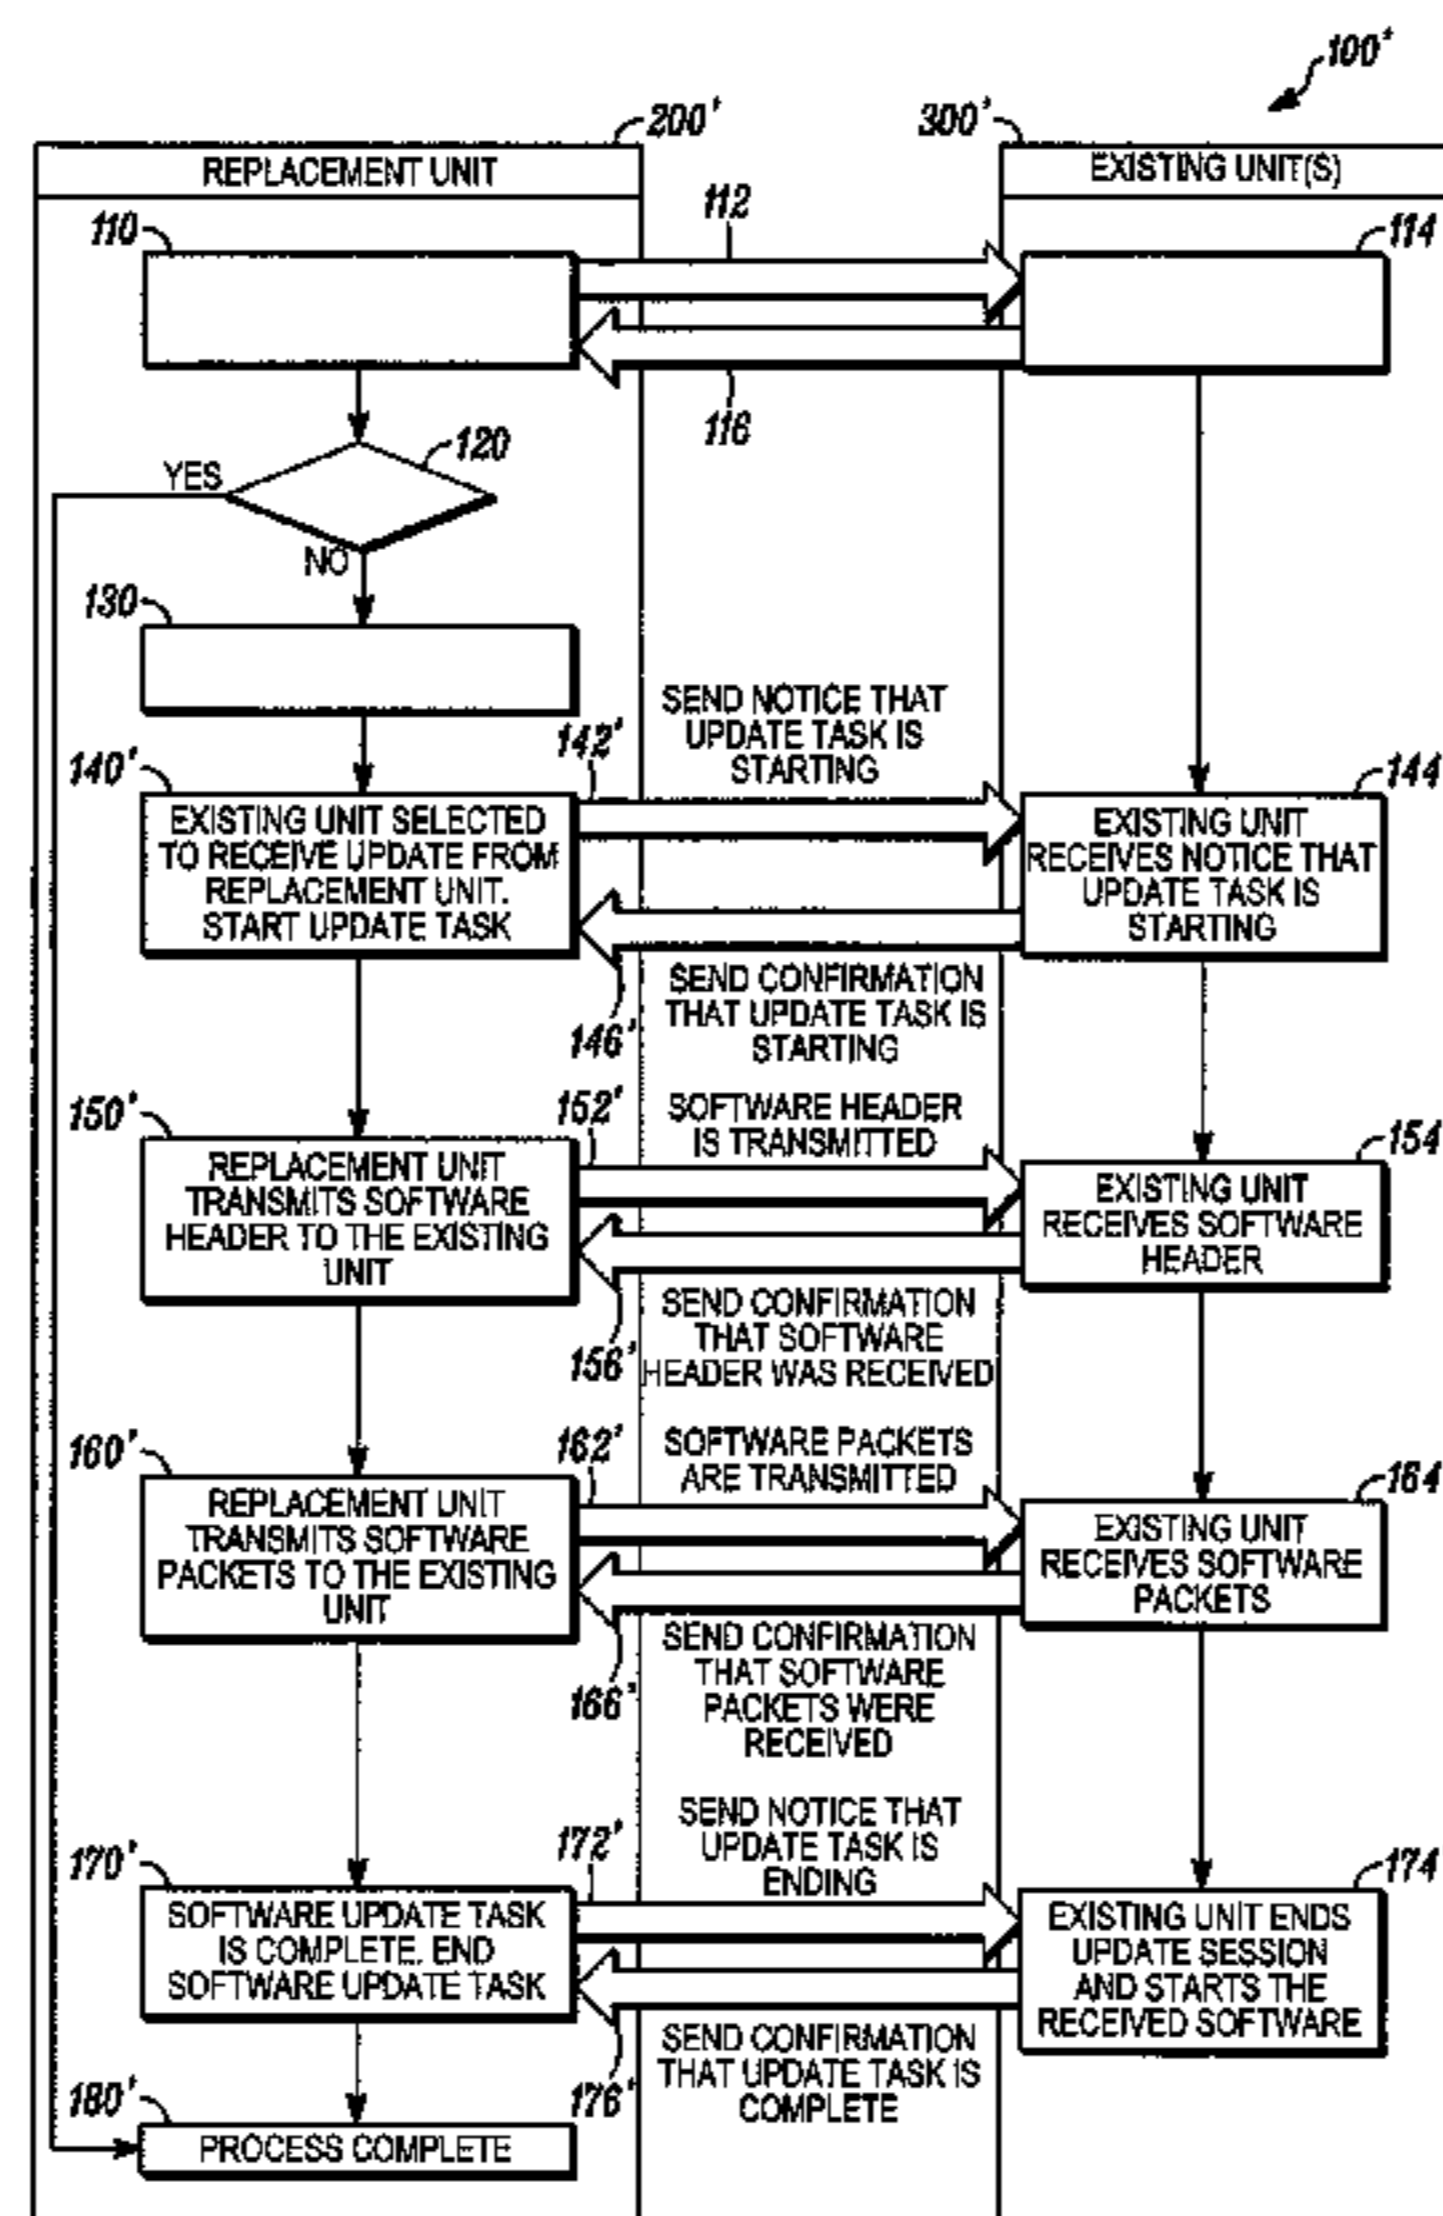 100'
200'
300'
REPLACEMENT UNIT
EXISTING UNIT(S)
110
112
114
116
120
YES
NO
130
SEND NOTICE THAT
UPDATE TASK IS
STARTING
140'
142'
144
EXISTING UNIT SELECTED
TO RECEIVE UPDATE FROM
REPLACEMENT UNIT.
START UPDATE TASK
EXISTING UNIT
RECEIVES NOTICE THAT
UPDATE TASK IS
STARTING
146'
SEND CONFIRMATION
THAT UPDATE TASK IS
STARTING
150'
152'
SOFTWARE HEADER
IS TRANSMITTED
154
REPLACEMENT UNIT
TRANSMITS SOFTWARE
HEADER TO THE EXISTING
UNIT
EXISTING UNIT
RECEIVES SOFTWARE
HEADER
156'
SEND CONFIRMATION
THAT SOFTWARE
HEADER WAS RECEIVED
160'
162'
SOFTWARE PACKETS
ARE TRANSMITTED
164
REPLACEMENT UNIT
TRANSMITS SOFTWARE
PACKETS TO THE EXISTING
UNIT
EXISTING UNIT
RECEIVES SOFTWARE
PACKETS
166'
SEND CONFIRMATION
THAT SOFTWARE
PACKETS WERE
RECEIVED
170'
172'
SEND NOTICE THAT
UPDATE TASK IS
ENDING
174
SOFTWARE UPDATE TASK
IS COMPLETE. END
SOFTWARE UPDATE TASK
EXISTING UNIT ENDS
UPDATE SESSION
AND STARTS THE
RECEIVED SOFTWARE
176'
SEND CONFIRMATION
THAT UPDATE TASK IS
COMPLETE
180'
PROCESS COMPLETE